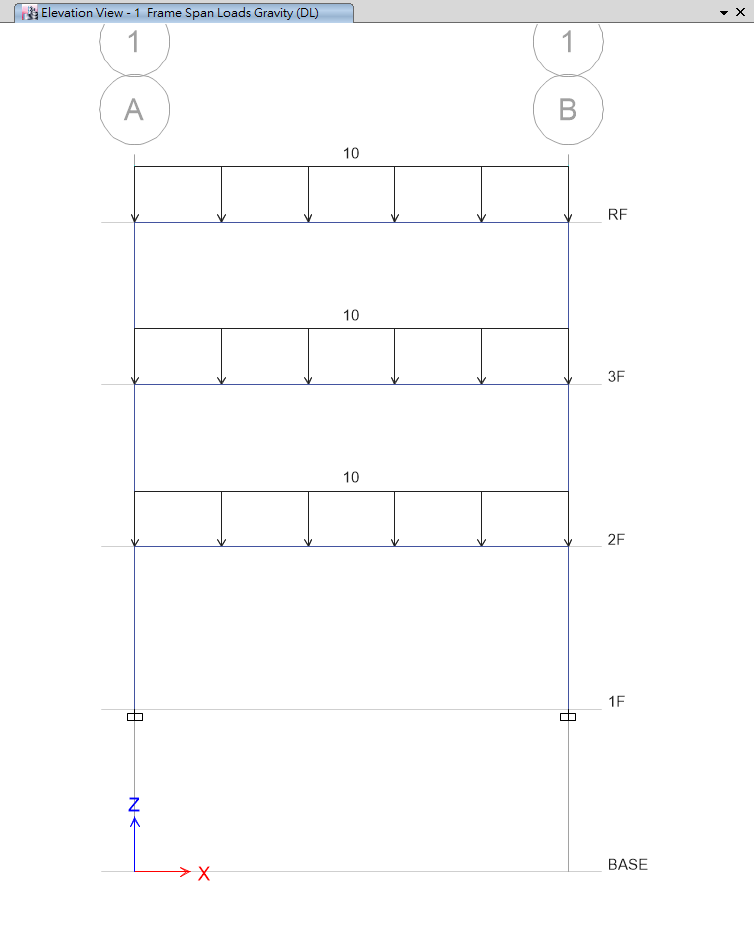 Elevation View - 1  Frame Span Loads Gravity (DL)
1 1
A B
10
RF
10
3F
10
2F
1F
Z
X
BASE